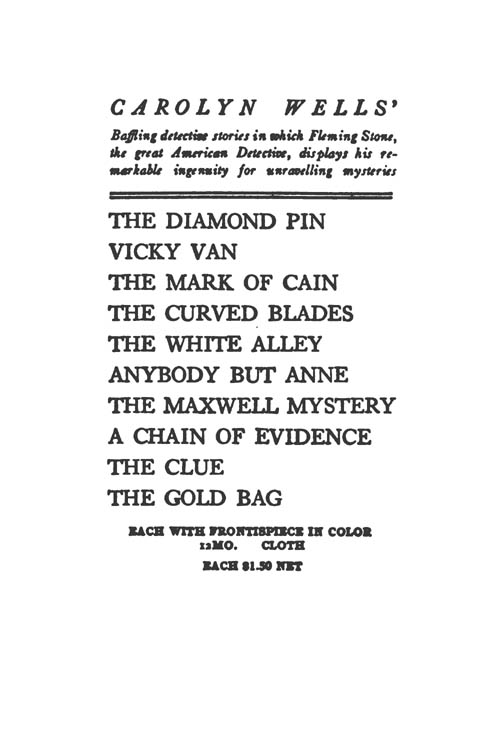 CAROLYN WELLS'
Baffling detective stories in which Fleming Stone,
the great American Detective, displays his re-
markable ingenuity for unravelling mysteries
THE DIAMOND PIN
VICKY VAN
THE MARK OF CAIN
THE CURVED BLADES
THE WHITE ALLEY
ANYBODY BUT ANNE
THE MAXWELL MYSTERY
A CHAIN OF EVIDENCE
THE CLUE
THE GOLD BAG
EACH WITH FRONTISPIECE IN COLOR
12MO. CLOTH
EACH $1.50 NET